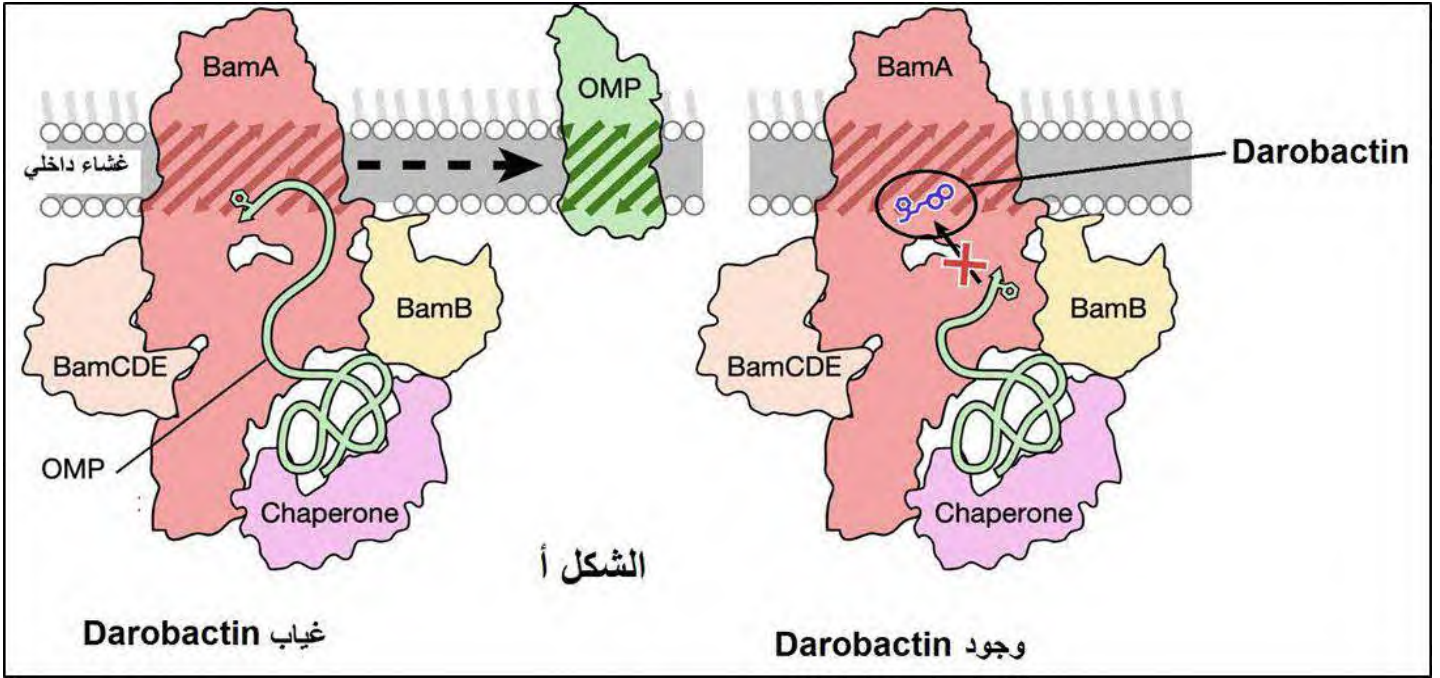 BamA
OMP
غشاء داخلي
BamB
BamCDE
OMP
Chaperone
غياب Darobactin
BamA
Darobactin
BamB
BamCDE
Chaperone
وجود Darobactin
الشكل أ